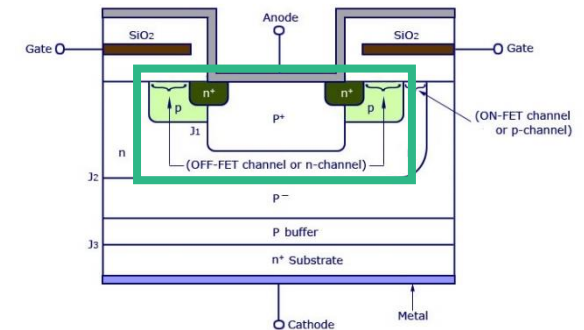 Anode
SiO2
SiO2
Gate
Gate
n+
n+
p
p
P+
J1
(ON-FET channel
or p-channel)
n
(OFF-FET channel or n-channel)
J2
P−
P buffer
J3
n+ Substrate
Metal
Cathode